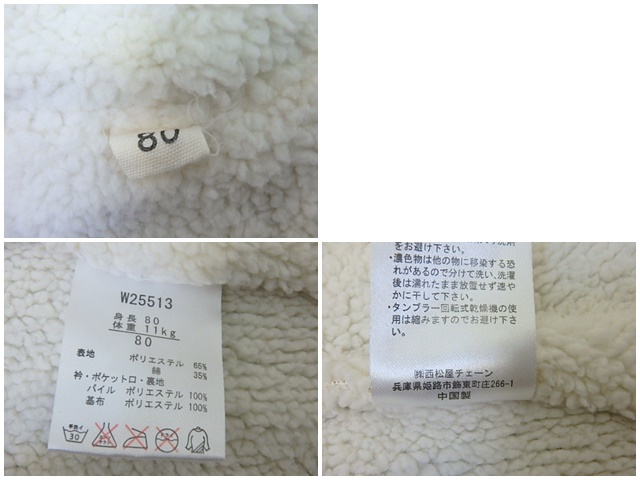 80
W25513
身長 80
体重 11kg
80
表地 ポリエステル 65%
綿 35%
衿・ポケット口・裏地
パイル ポリエステル 100%
基布 ポリエステル 100%
30
をお避け下さい。
・濃色物は他の物に移染する恐
れがあるので分けて洗い、洗濯
後は濡れたまま放置せず速や
かに干して下さい。
・タンブラー回転式乾燥機の使
用は縮みますのでお避け下さ
い。
㈱西松屋チェーン
兵庫県姫路市飾東町庄266-1
中国製